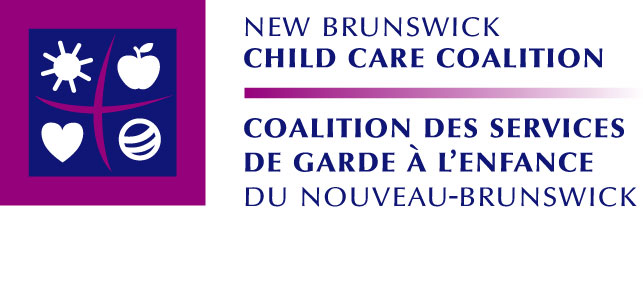 NEW BRUNSWICK
CHILD CARE COALITION
COALITION DES SERVICES
DE GARDE À L'ENFANCE
DU NOUVEAU-BRUNSWICK